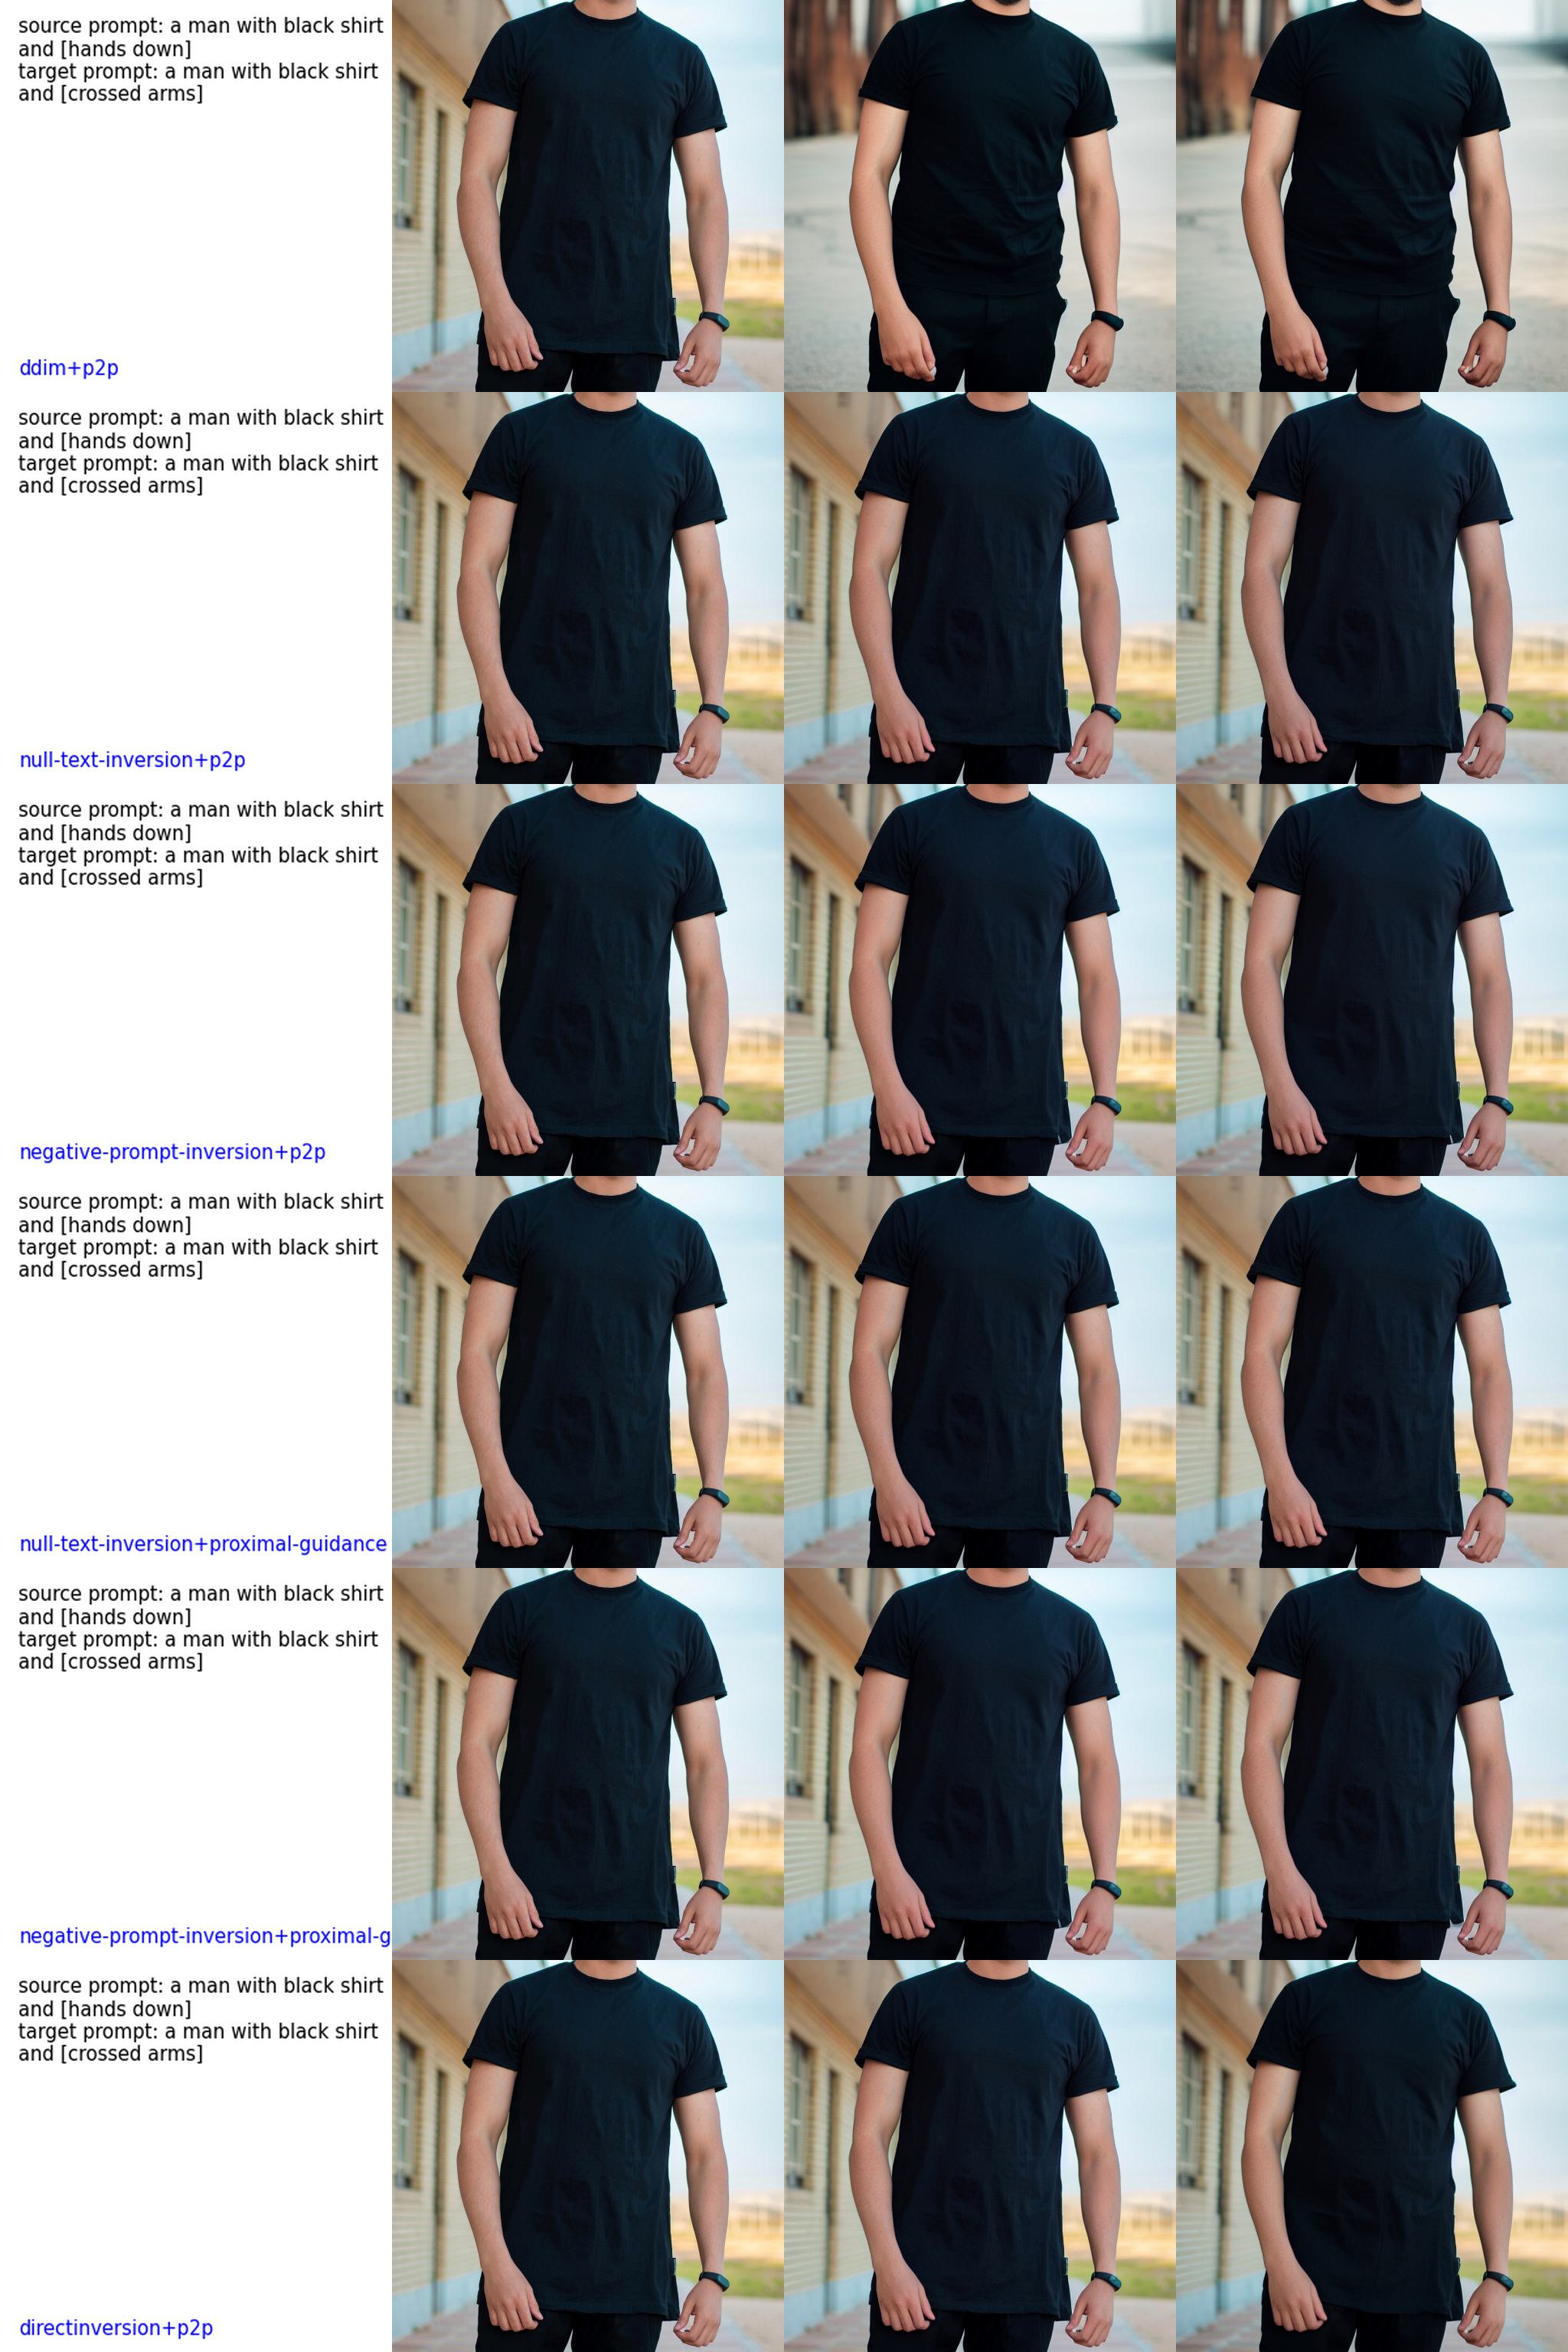 source prompt: a man with black shirt
and [hands down]
target prompt: a man with black shirt
and [crossed arms]
ddim+p2p
source prompt: a man with black shirt
and [hands down]
target prompt: a man with black shirt
and [crossed arms]
null-text-inversion+p2p
source prompt: a man with black shirt
and [hands down]
target prompt: a man with black shirt
and [crossed arms]
negative-prompt-inversion+p2p
source prompt: a man with black shirt
and [hands down]
target prompt: a man with black shirt
and [crossed arms]
null-text-inversion+proximal-guidance
source prompt: a man with black shirt
and [hands down]
target prompt: a man with black shirt
and [crossed arms]
negative-prompt-inversion+proximal-g
source prompt: a man with black shirt
and [hands down]
target prompt: a man with black shirt
and [crossed arms]
directinversion+p2p